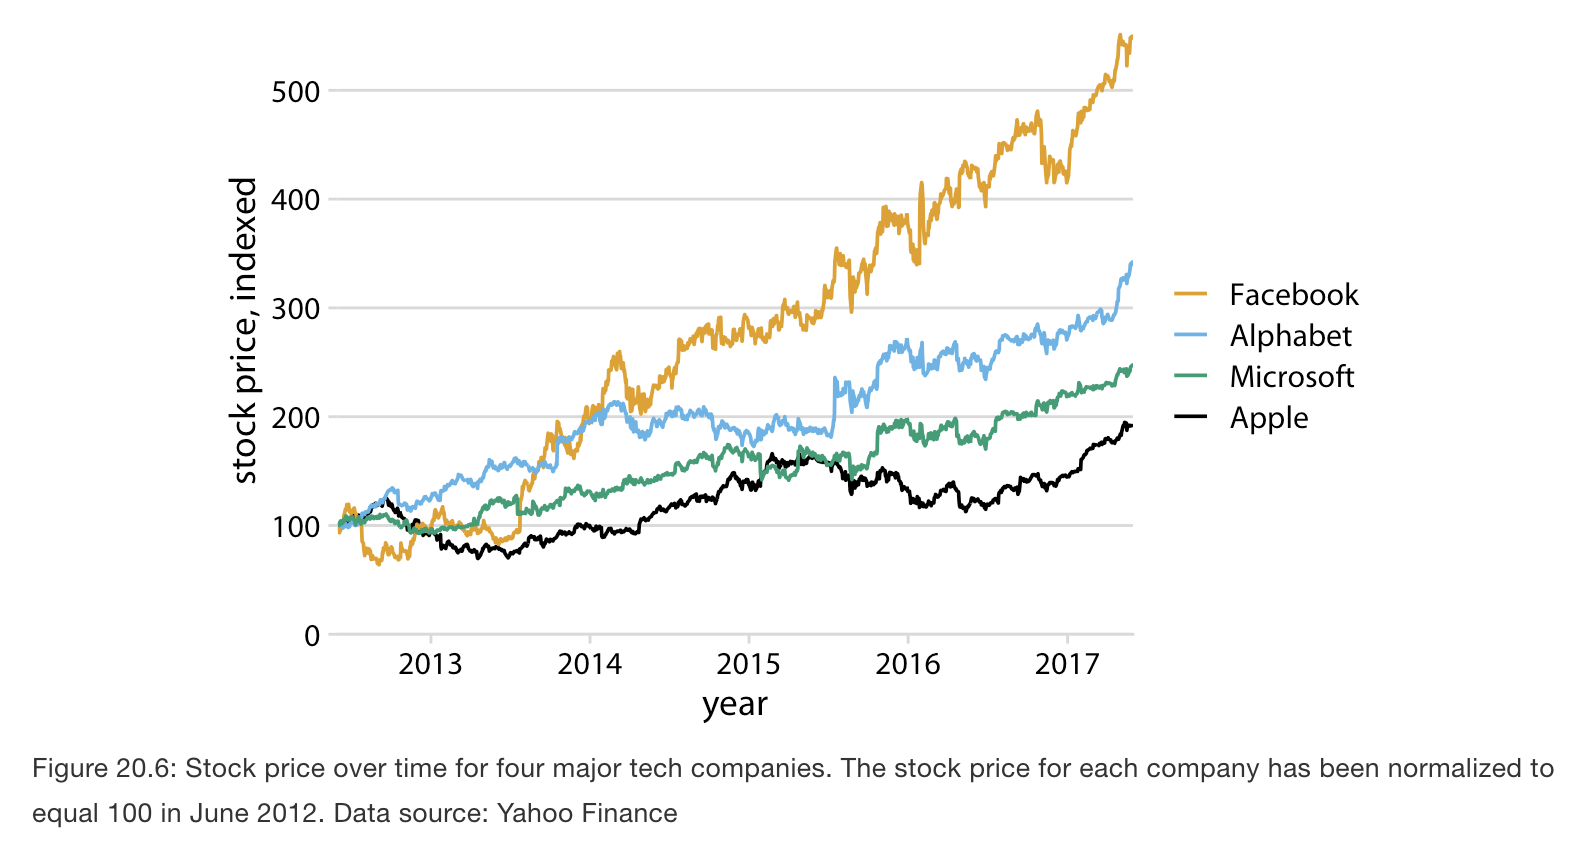 500
400
300
200
100
0
stock price, indexed
2013 2014 2015 2016 2017
year
Facebook
Alphabet
Microsoft
Apple
Figure 20.6: Stock price over time for four major tech companies. The stock price for each company has been normalized to
equal 100 in June 2012. Data source: Yahoo Finance